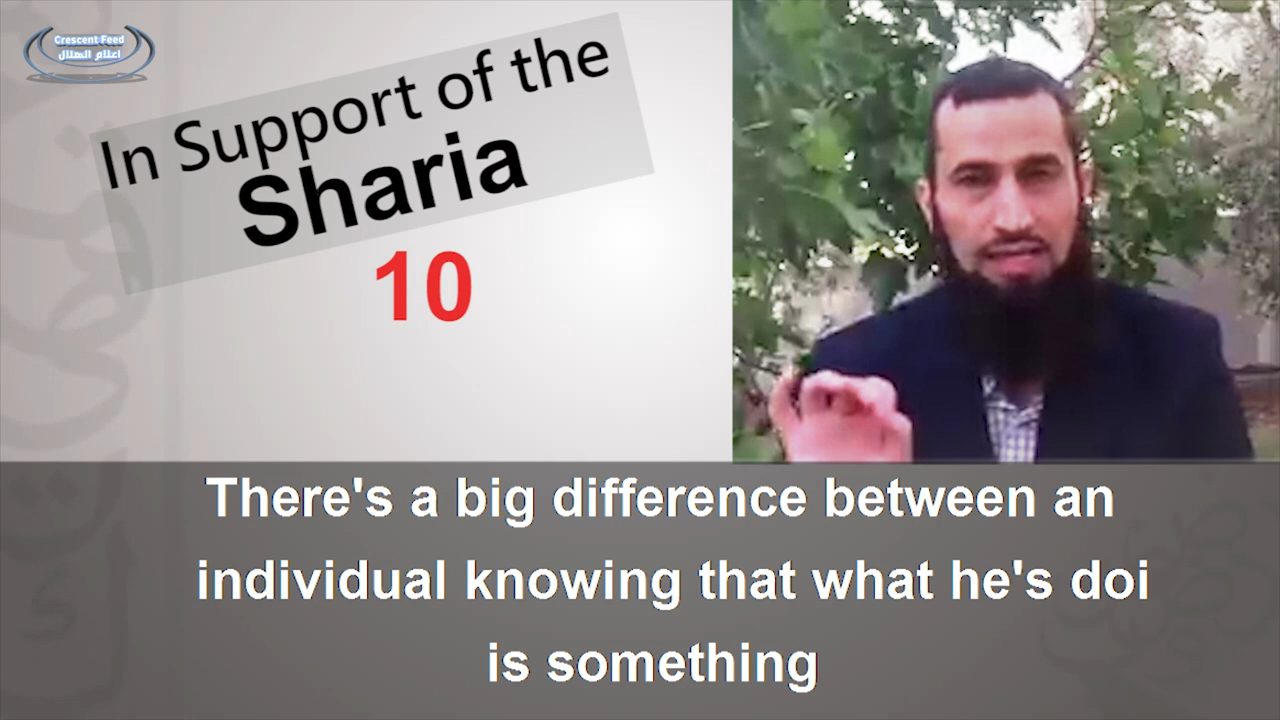 Crescent Feed
اعلام الهلال
In Support of the
Sharia
10
There's a big difference between an
individual knowing that what he's doi
is something